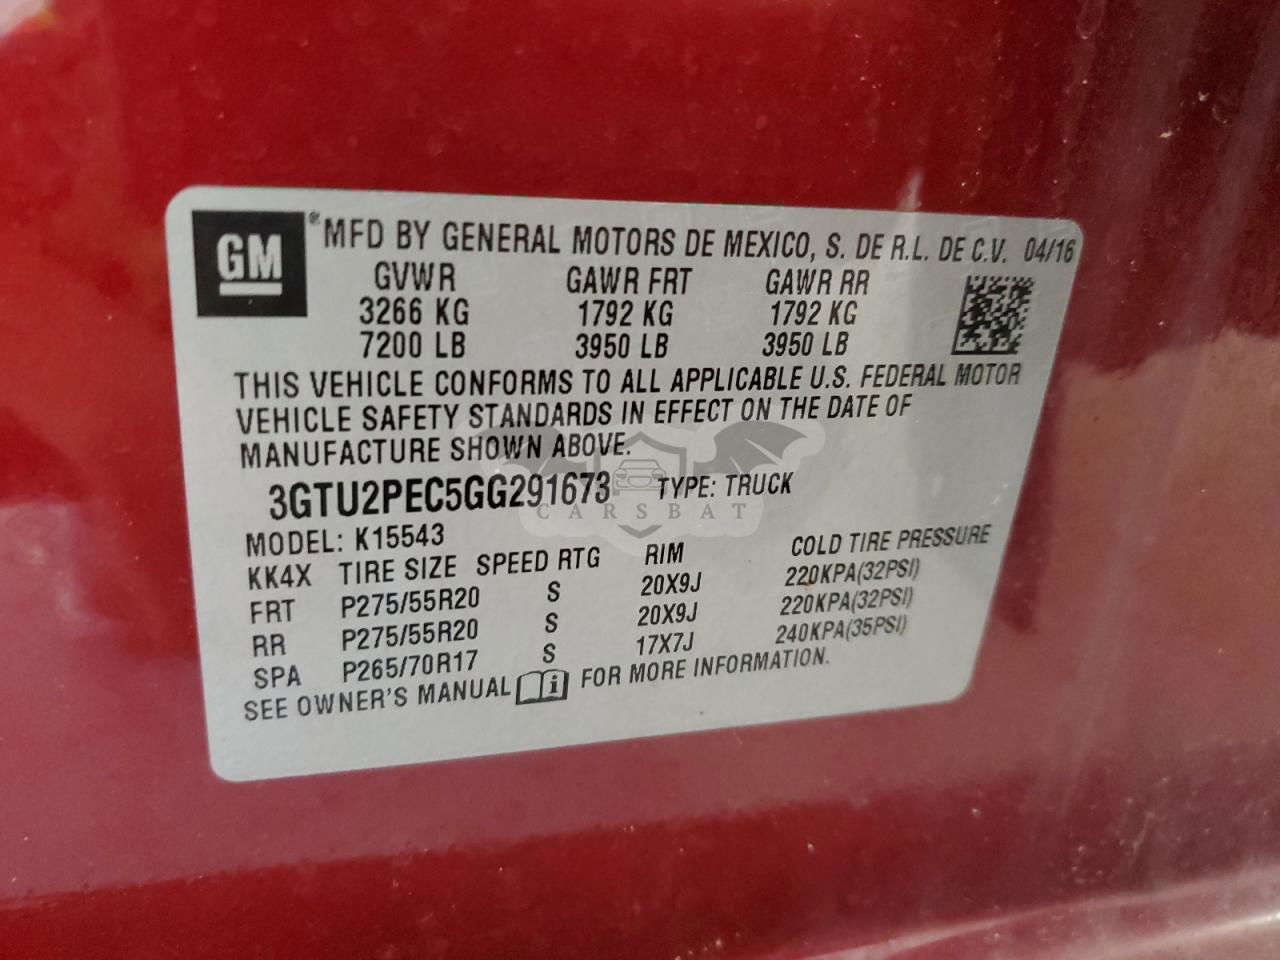 GM ® MFD BY GENERAL MOTORS DE MEXICO, S. DE R.L. DE C.V. 04/16
GVWR GAWR FRT GAWR RR
3266 KG 1792 KG 1792 KG
7200 LB 3950 LB 3950 LB
THIS VEHICLE CONFORMS TO ALL APPLICABLE U.S. FEDERAL MOTOR
VEHICLE SAFETY STANDARDS IN EFFECT ON THE DATE OF
MANUFACTURE SHOWN ABOVE.
3GTU2PEC5GG291673 TYPE: TRUCK
CARSBAT
MODEL: K15543
KK4X TIRE SIZE SPEED RTG RIM COLD TIRE PRESSURE
FRT P275/55R20 S 20X9J 220KPA(32PSI)
RR P275/55R20 S 20X9J 220KPA(32PSI)
SPA P265/70R17 S 17X7J 240KPA(35PSI)
SEE OWNER'S MANUAL i FOR MORE INFORMATION.